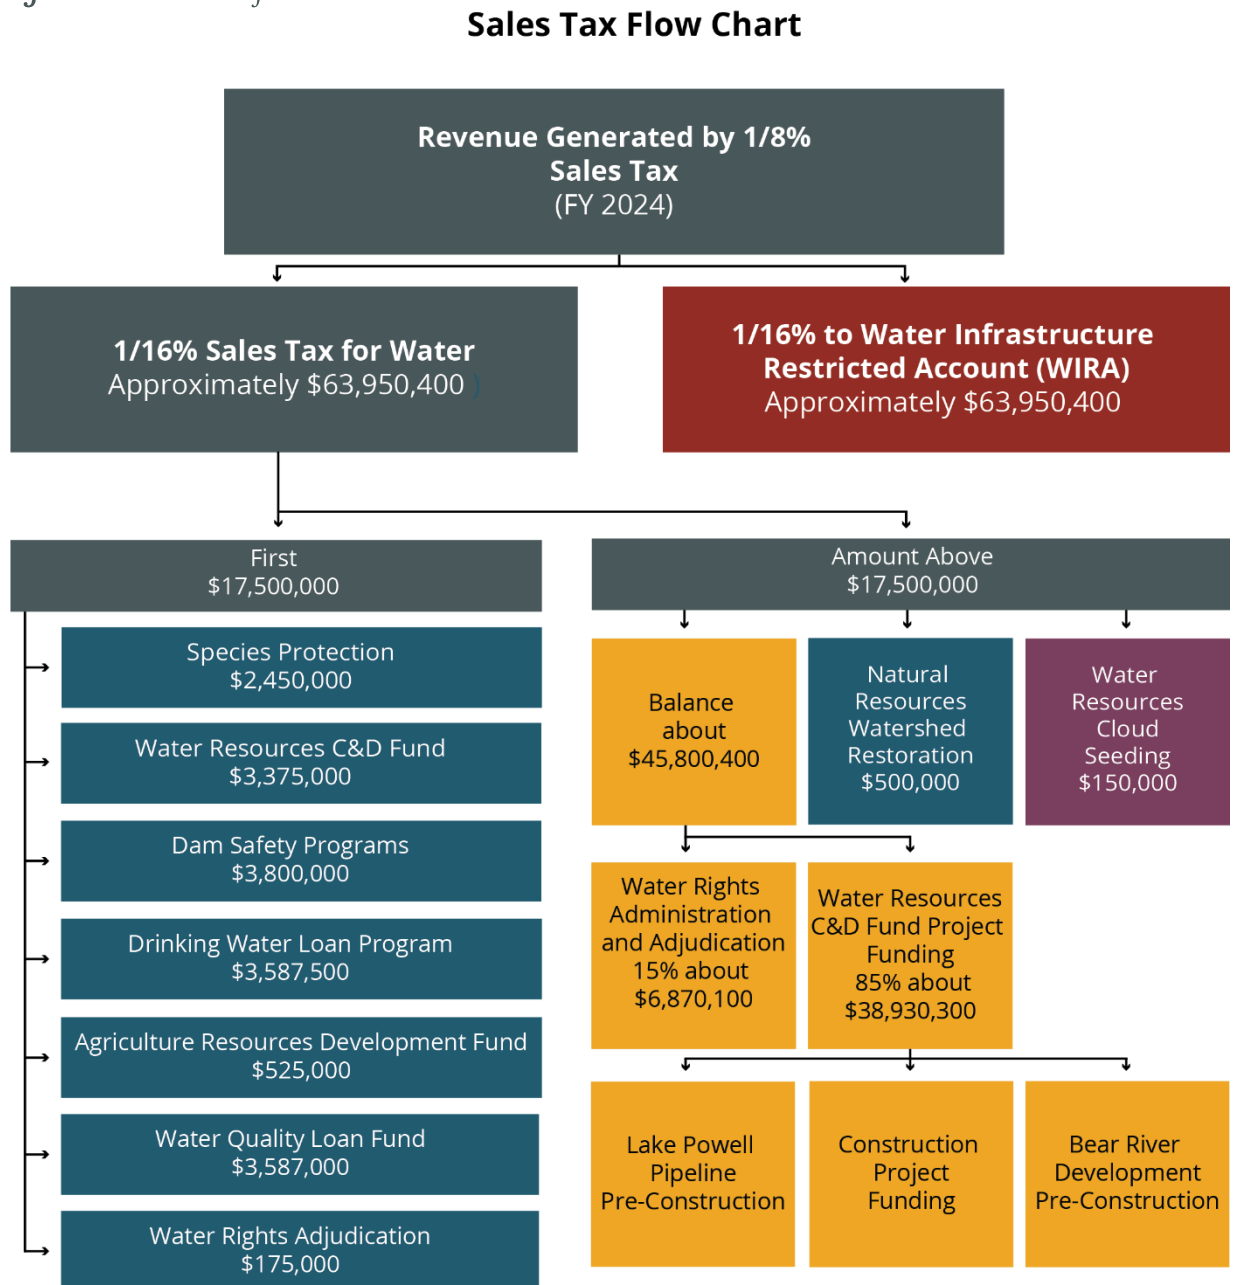 Sales Tax Flow Chart
Revenue Generated by 1/8%
Sales Tax
(FY 2024)
1/16% Sales Tax for Water
Approximately $63,950,400 )
1/16% to Water Infrastructure
Restricted Account (WIRA)
Approximately $63,950,400
First
$17,500,000
Species Protection
$2,450,000
Water Resources C&D Fund
$3,375,000
Dam Safety Programs
$3,800,000
Drinking Water Loan Program
$3,587,500
Agriculture Resources Development Fund
$525,000
Water Quality Loan Fund
$3,587,000
Water Rights Adjudication
$175,000
Amount Above
$17,500,000
Balance
about
$45,800,400
Natural
Resources
Watershed
Restoration
$500,000
Water
Resources
Cloud
Seeding
$150,000
Water Rights
Administration
and Adjudication
15% about
$6,870,100
Water Resources
C&D Fund Project
Funding
85% about
$38,930,300
Lake Powell
Pipeline
Pre-Construction
Construction
Project
Funding
Bear River
Development
Pre-Construction